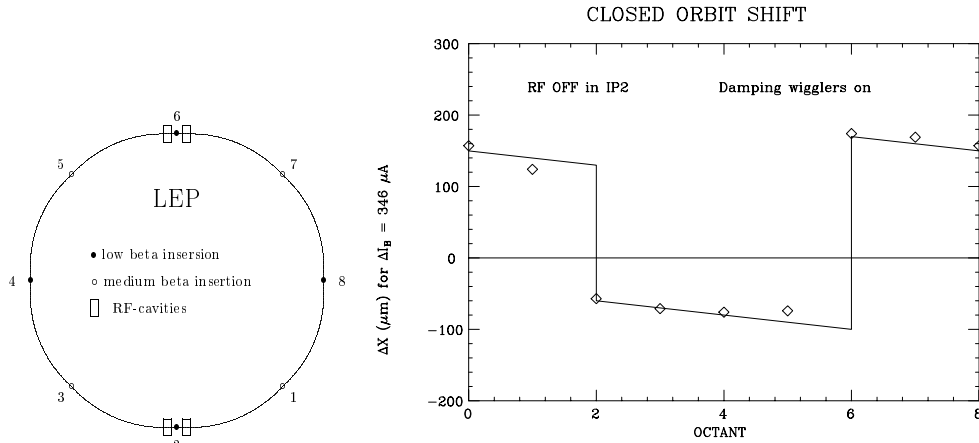 6
5
7
LEP
low beta insersion
4
8
medium beta insertion
RF-cavities
3
1
CLOSED ORBIT SHIFT
300
RF OFF in IP2
Damping wigglers on
200
100
0
-100
-200
ΔX (μm) for ΔI_B = 346 μA
0
2
4
6
8
OCTANT